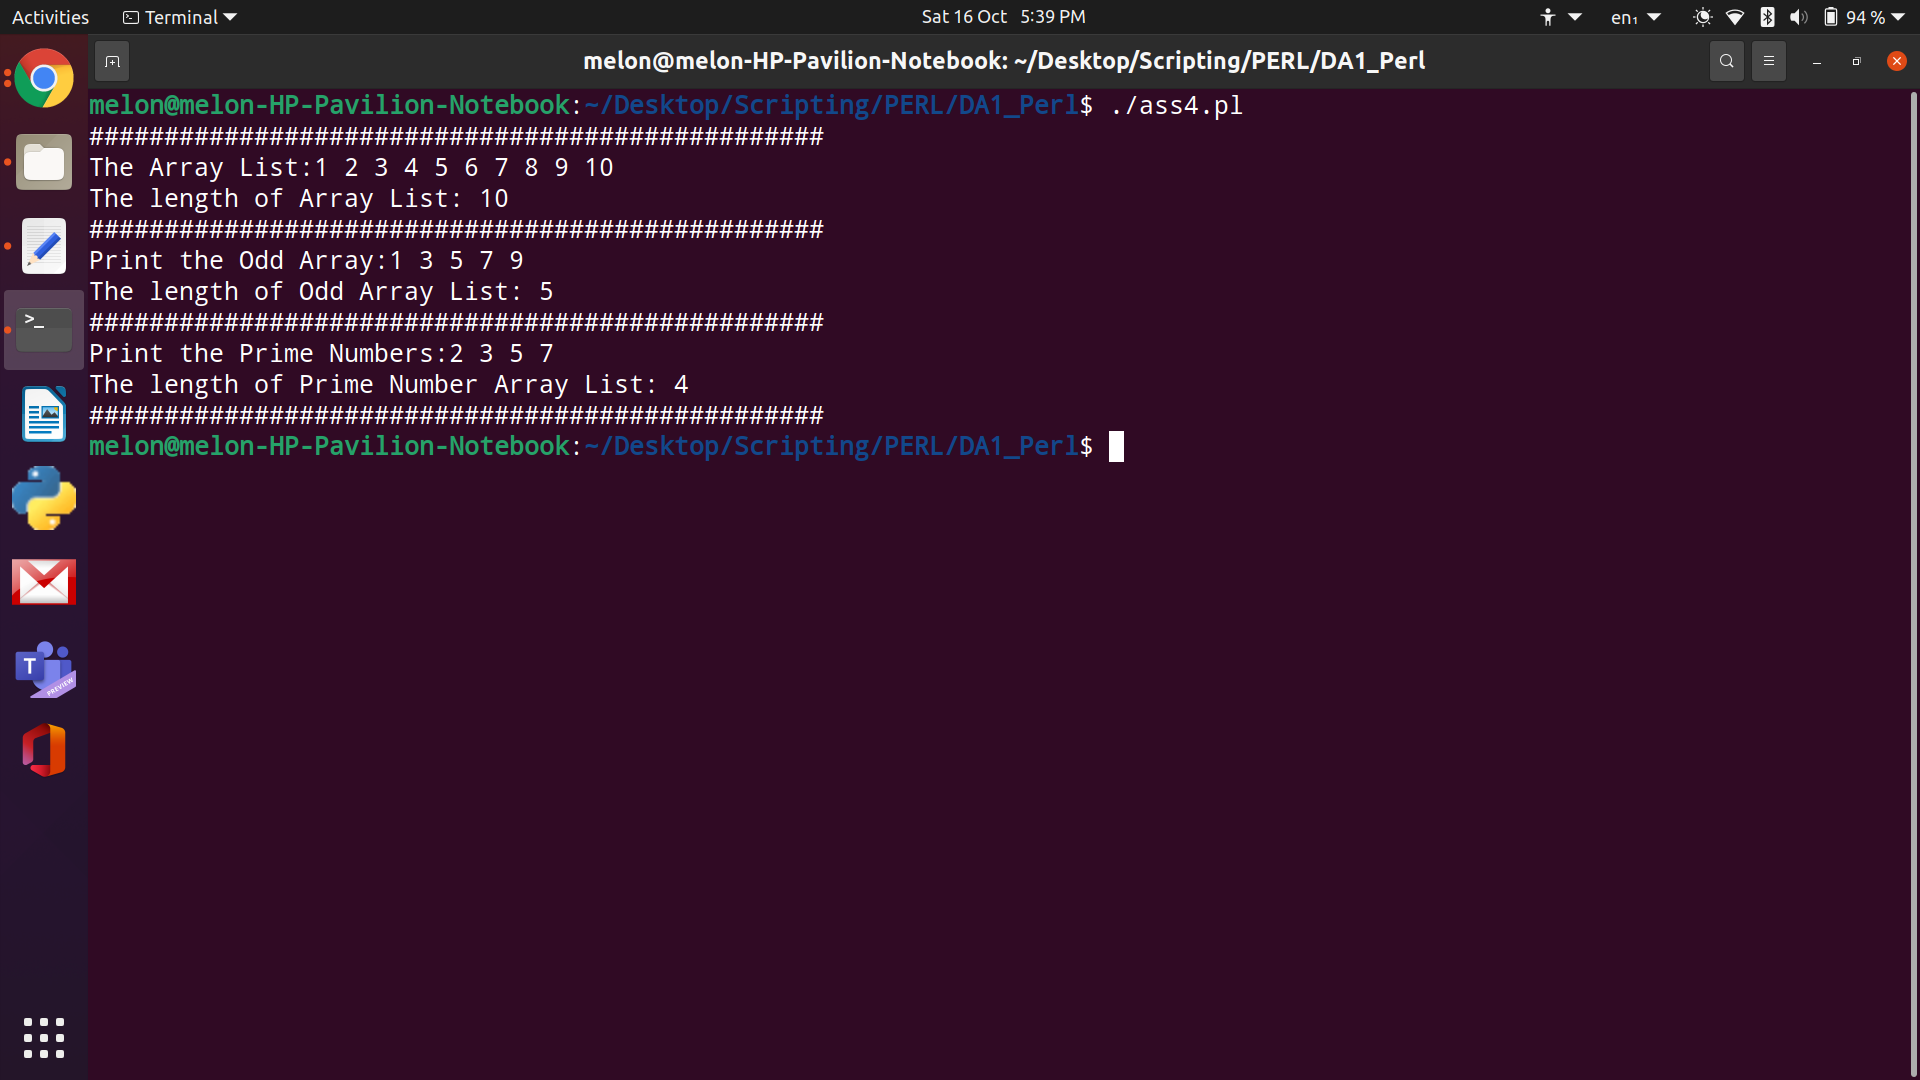 Activities Terminal Sat 16 Oct 5:39 PM en₁ 94 %
melon@melon-HP-Pavilion-Notebook: ~/Desktop/Scripting/PERL/DA1_Perl
melon@melon-HP-Pavilion-Notebook:~/Desktop/Scripting/PERL/DA1_Perl$ ./ass4.pl
#################################################
The Array List:1 2 3 4 5 6 7 8 9 10
The length of Array List: 10
#################################################
Print the Odd Array:1 3 5 7 9
The length of Odd Array List: 5
#################################################
Print the Prime Numbers:2 3 5 7
The length of Prime Number Array List: 4
#################################################
melon@melon-HP-Pavilion-Notebook:~/Desktop/Scripting/PERL/DA1_Perl$
>_
T
PREVIEW